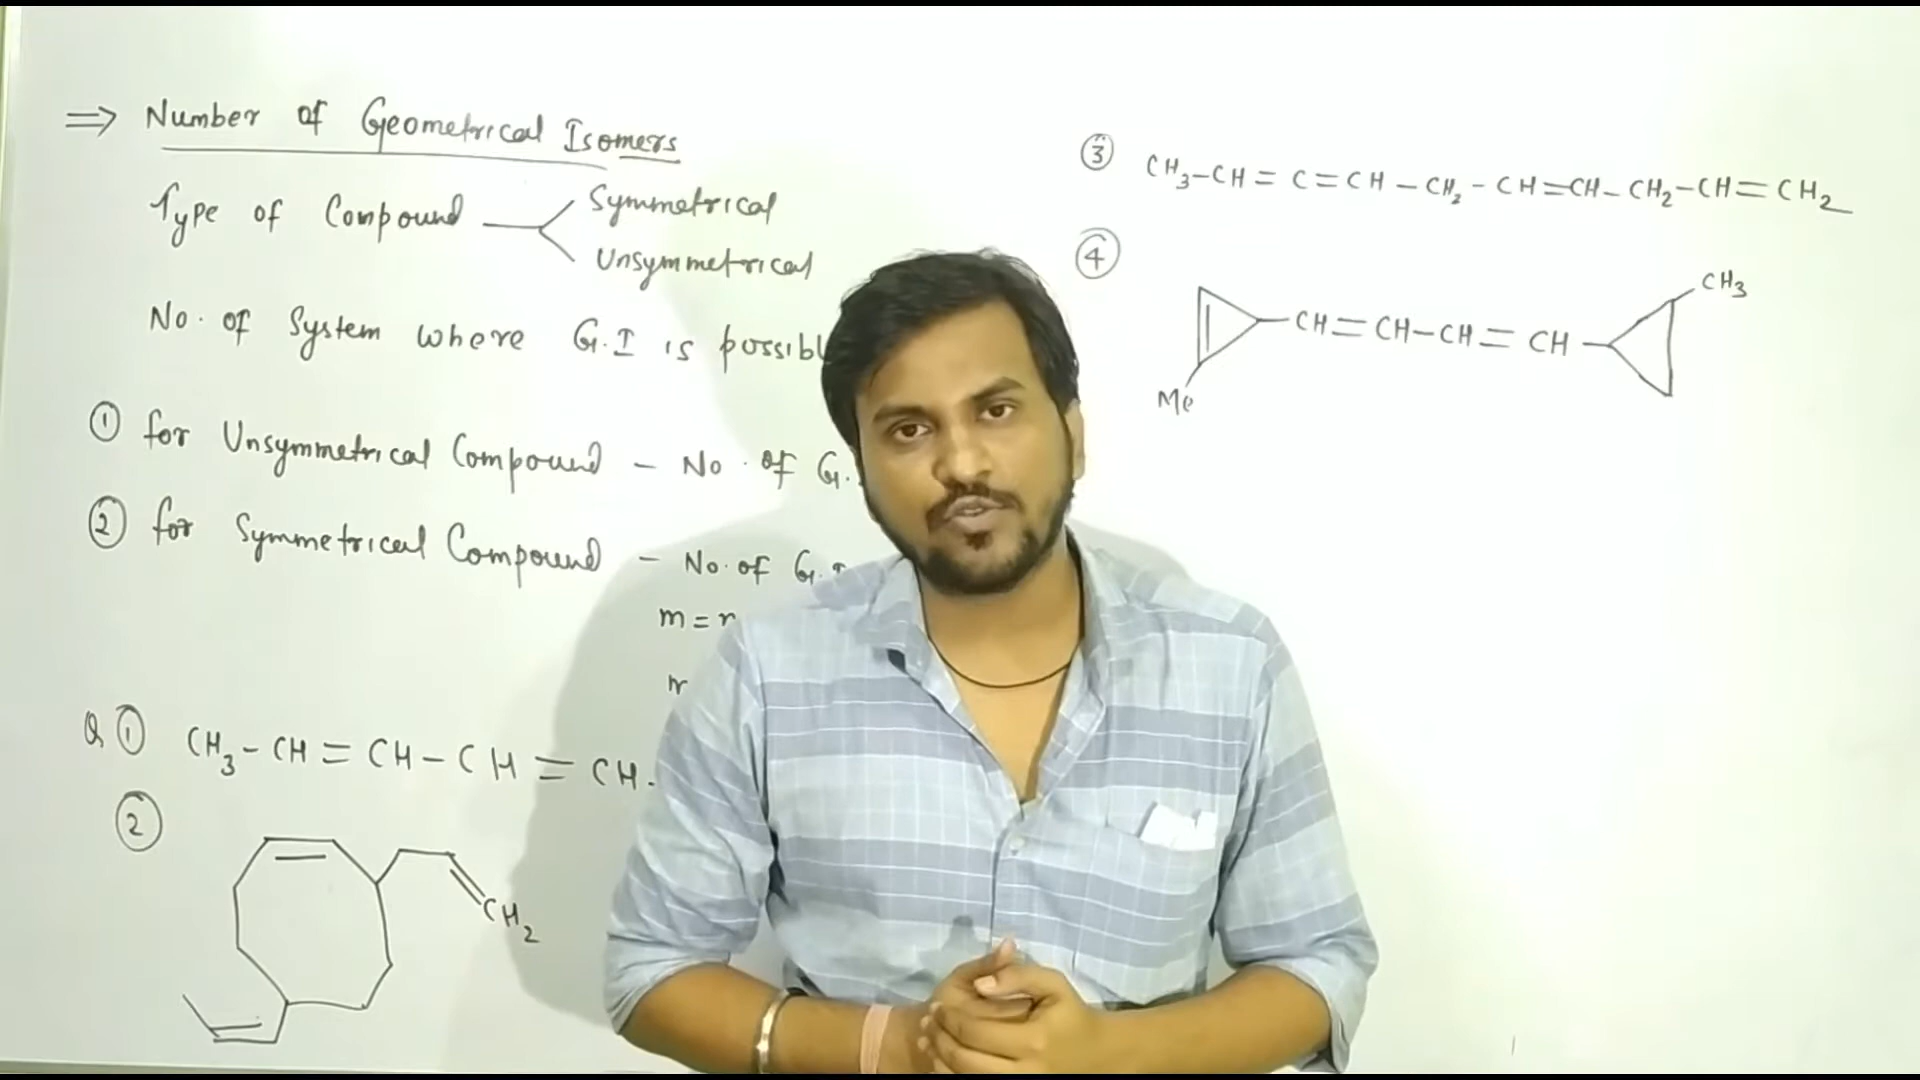 ⇒ Number of Geometrical Isomers
Type of Compound
Symmetrical
Unsymmetrical
No. of System where G.I is possibl
① for Unsymmetrical Compound – No. of G.
② for Symmetrical Compound – No. of G.I
m = n
Q ① CH₃–CH=CH–CH=CH.
②
CH₂
③ CH₃–CH=C=CH–CH₂–CH=CH–CH₂–CH=CH₂
④
CH₃
CH=CH–CH=CH
Me